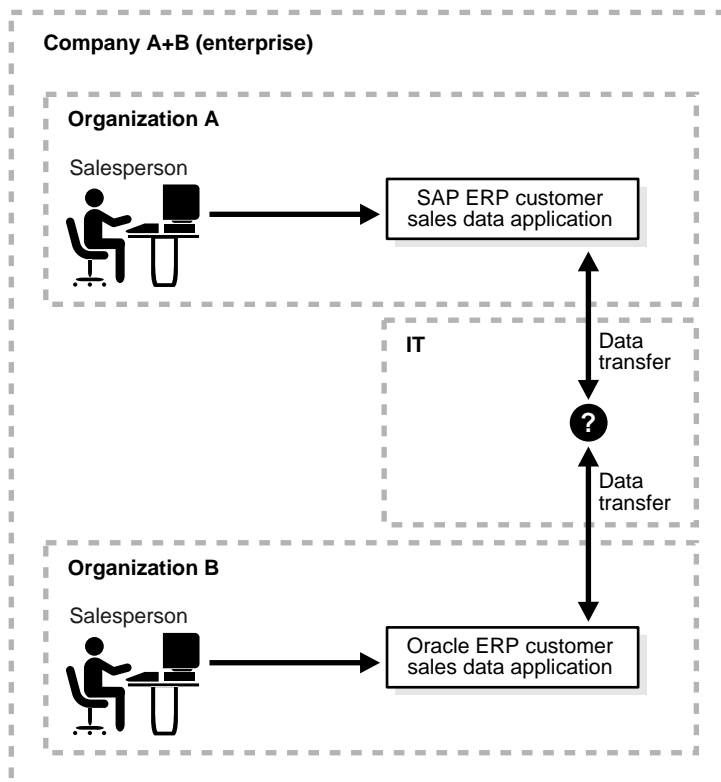 Company A+B (enterprise)
Organization A
Salesperson
SAP ERP customer
sales data application
IT
Data
transfer
?
Data
transfer
Organization B
Salesperson
Oracle ERP customer
sales data application